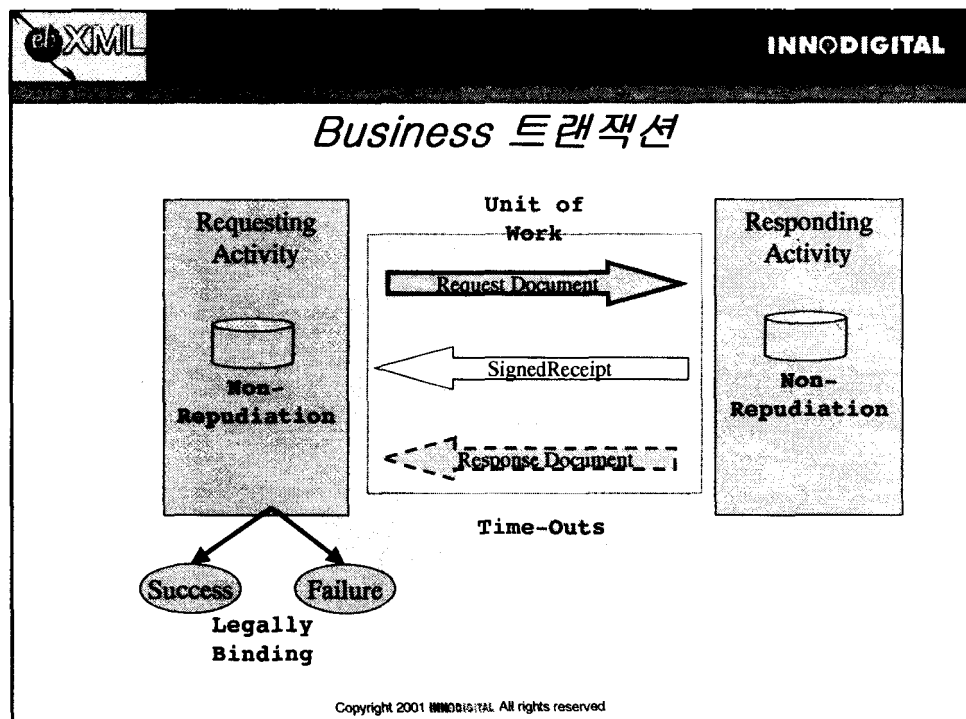 ebXML
INNODIGITAL
Business 트랜잭션
Unit of
Work
Requesting
Activity
Responding
Activity
Request Document
SignedReceipt
Non-
Repudiation
Non-
Repudiation
Response Document
Time-Outs
Success
Failure
Legally
Binding
Copyright 2001 INNODIGITAL All rights reserved